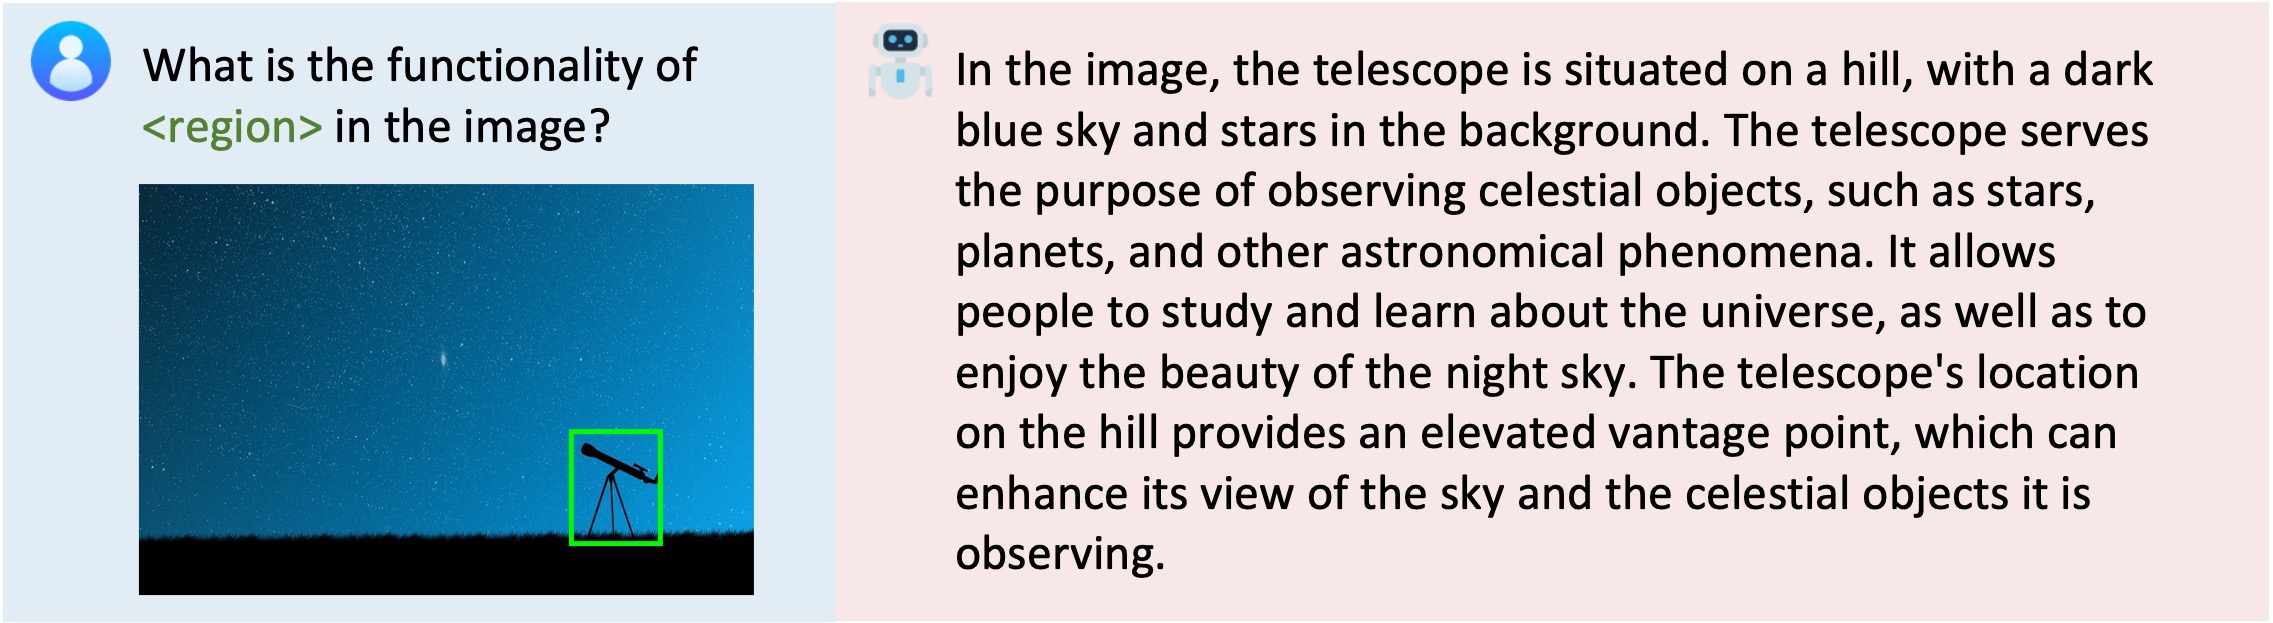 What is the functionality of
<region> in the image?
In the image, the telescope is situated on a hill, with a dark
blue sky and stars in the background. The telescope serves
the purpose of observing celestial objects, such as stars,
planets, and other astronomical phenomena. It allows
people to study and learn about the universe, as well as to
enjoy the beauty of the night sky. The telescope's location
on the hill provides an elevated vantage point, which can
enhance its view of the sky and the celestial objects it is
observing.